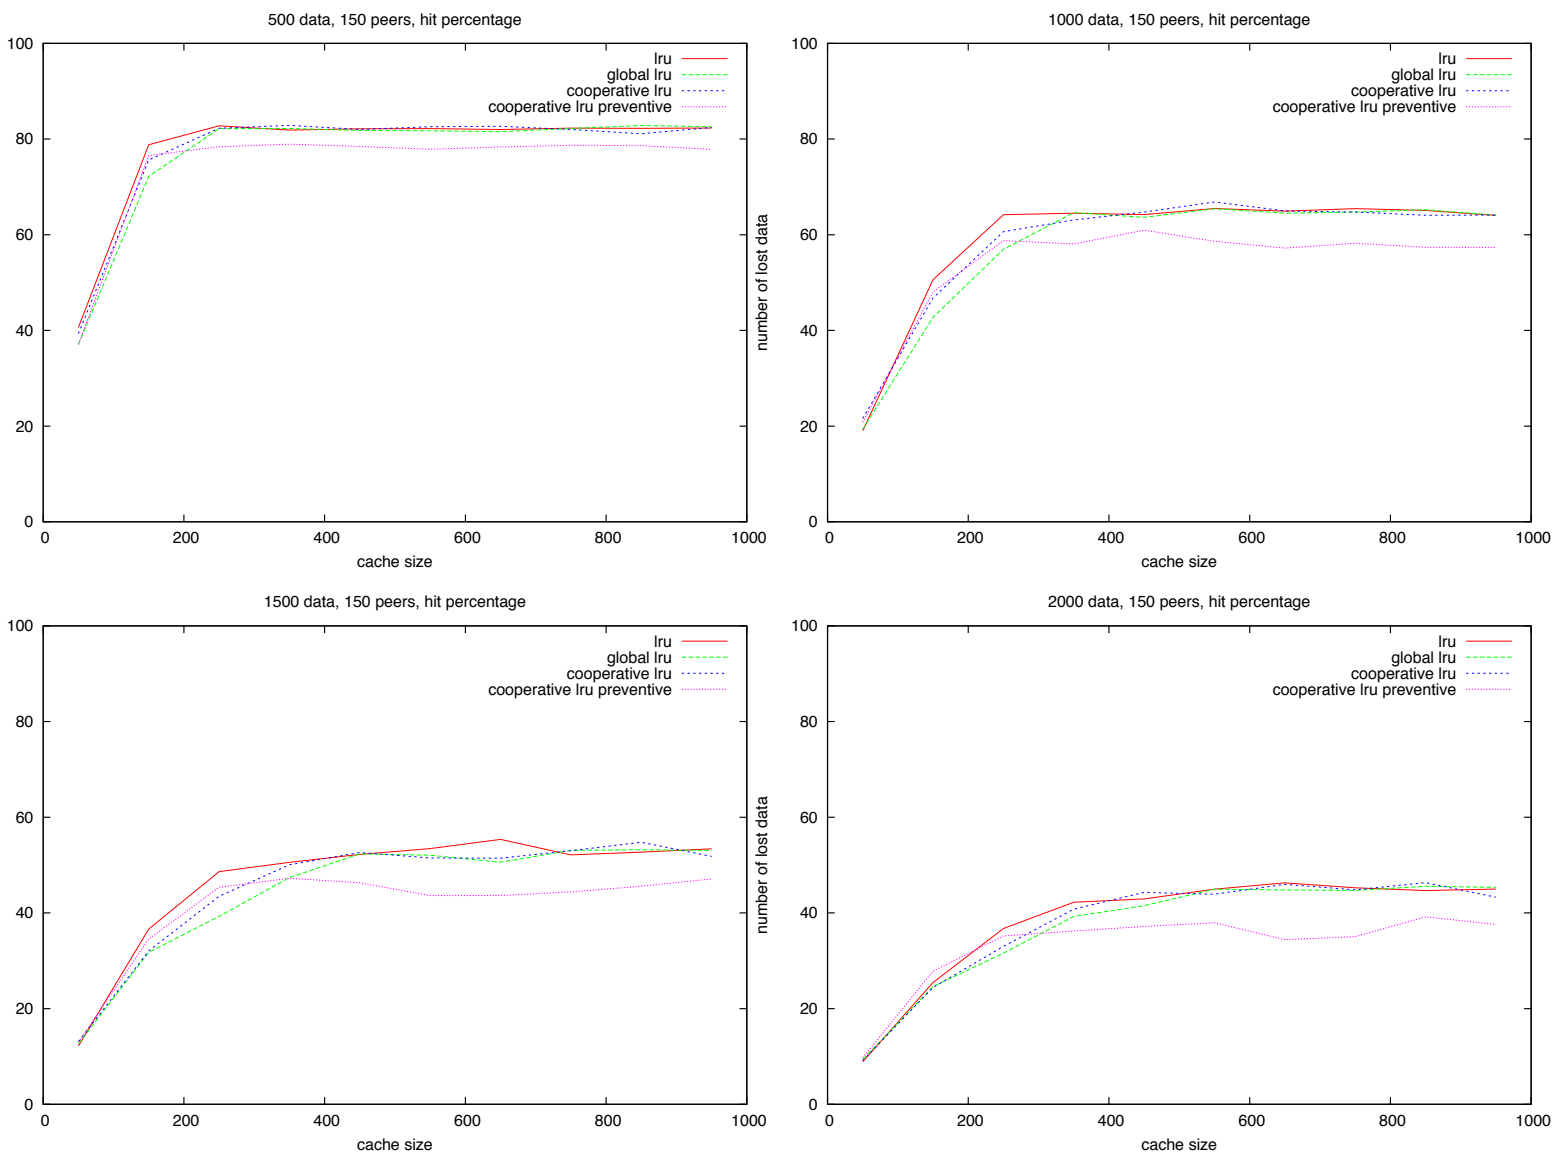 500 data, 150 peers, hit percentage
100
80
60
40
20
0
lru
global lru
cooperative lru
cooperative lru preventive
0 200 400 600 800 1000
cache size
1000 data, 150 peers, hit percentage
number of lost data
100
80
60
40
20
0
lru
global lru
cooperative lru
cooperative lru preventive
0 200 400 600 800 1000
cache size
1500 data, 150 peers, hit percentage
100
80
60
40
20
0
lru
global lru
cooperative lru
cooperative lru preventive
0 200 400 600 800 1000
cache size
2000 data, 150 peers, hit percentage
number of lost data
100
80
60
40
20
0
lru
global lru
cooperative lru
cooperative lru preventive
0 200 400 600 800 1000
cache size